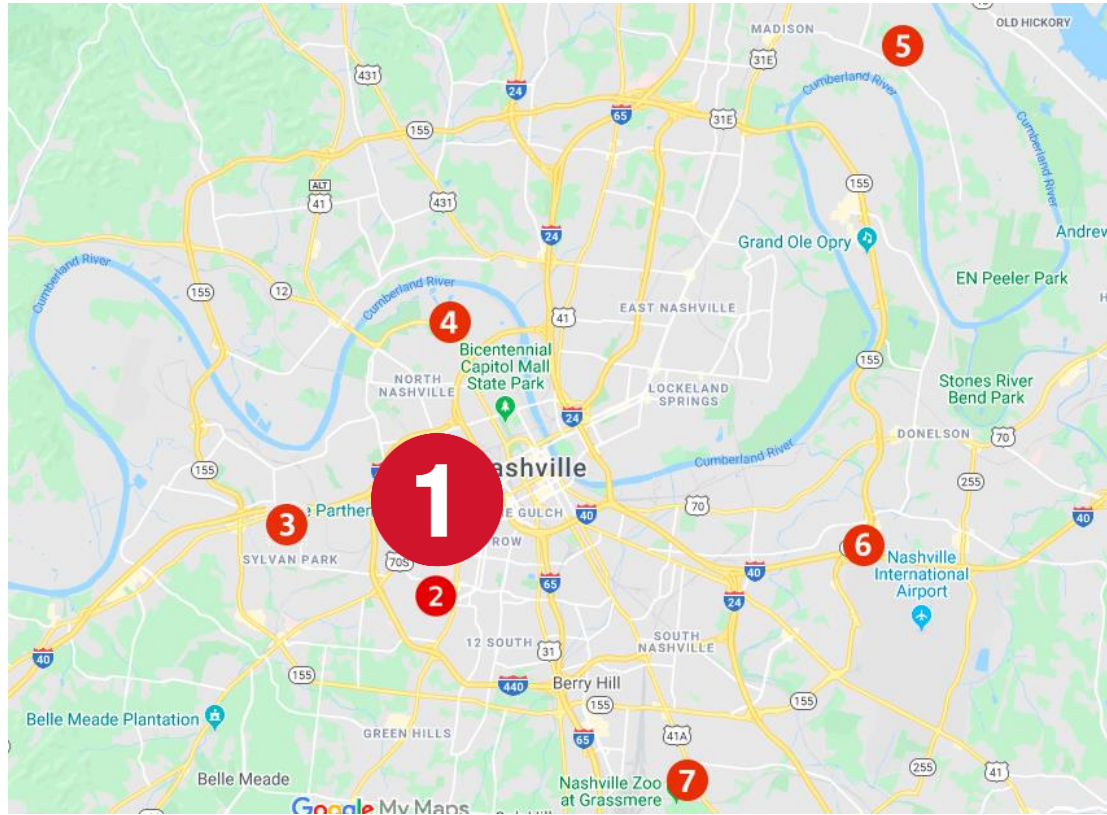 OLD HICKORY
MADISON
5
31E
431
24
65
31E
155
Cumberland River
Cumberland River
ALT
41
431
155
24
Grand Ole Opry
Andrew
Cumberland River
155
12
Cumberland River
EN Peeler Park
4
41
EAST NASHVILLE
155
Bicentennial
Capitol Mall
State Park
NORTH
NASHVILLE
LOCKELAND
SPRINGS
Stones River
Bend Park
24
DONELSON
70
155
1
ashville
Cumberland River
255
3
e Parthen
E GULCH
40
70
40
ROW
6
SYLVAN PARK
70S
Nashville
International
Airport
2
65
40
24
12 SOUTH
31
SOUTH
NASHVILLE
40
155
440
Berry Hill
155
155
Belle Meade Plantation
GREEN HILLS
65
41A
Belle Meade
Nashville Zoo
at Grassmere
7
255
41
Google My Maps